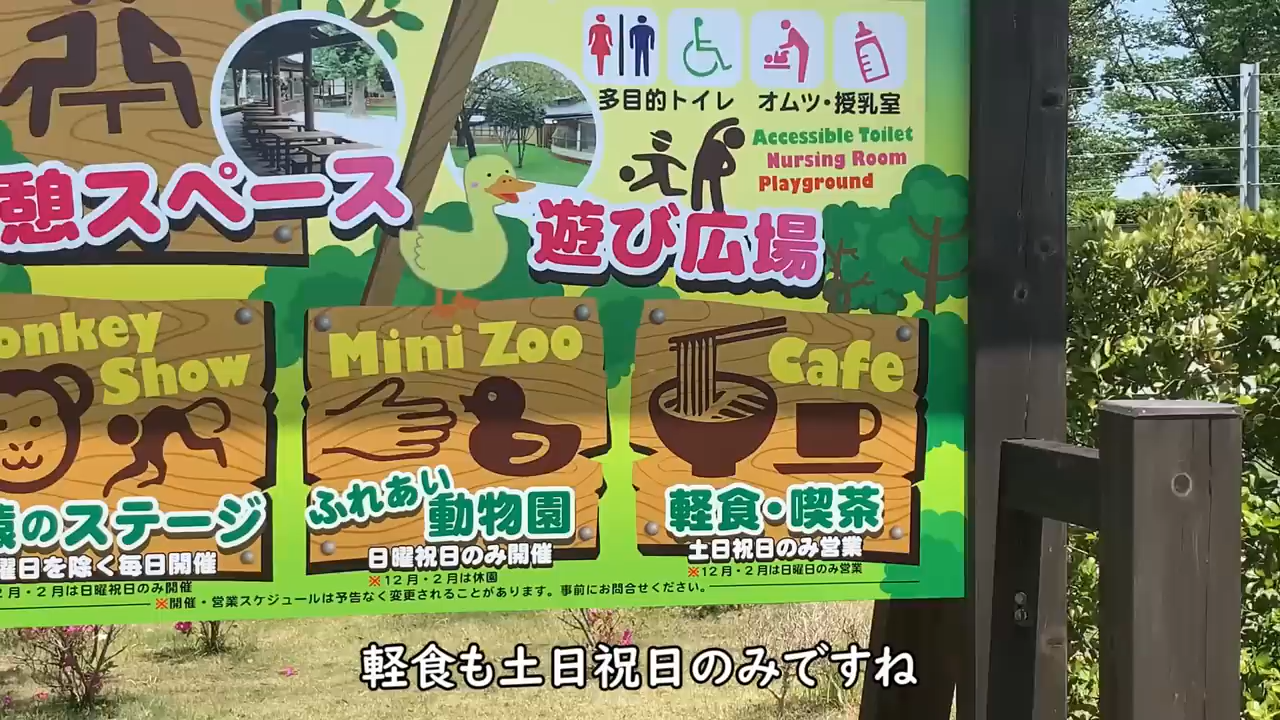 多目的トイレ オムツ・授乳室
Accessible Toilet
Nursing Room
Playground
憩スペース
遊び広場
onkey
Show
Mini Zoo
Cafe
のステージ
曜日を除く毎日開催
2月・2月は日曜祝日のみ開催
ふれあい
動物園
日曜祝日のみ開催
※12月・2月は休園
軽食・喫茶
土日祝日のみ営業
※12月・2月は日曜日のみ営業
※開催・営業スケジュールは予告なく変更されることがあります。事前にお問合せください。
軽食も土日祝日のみですね